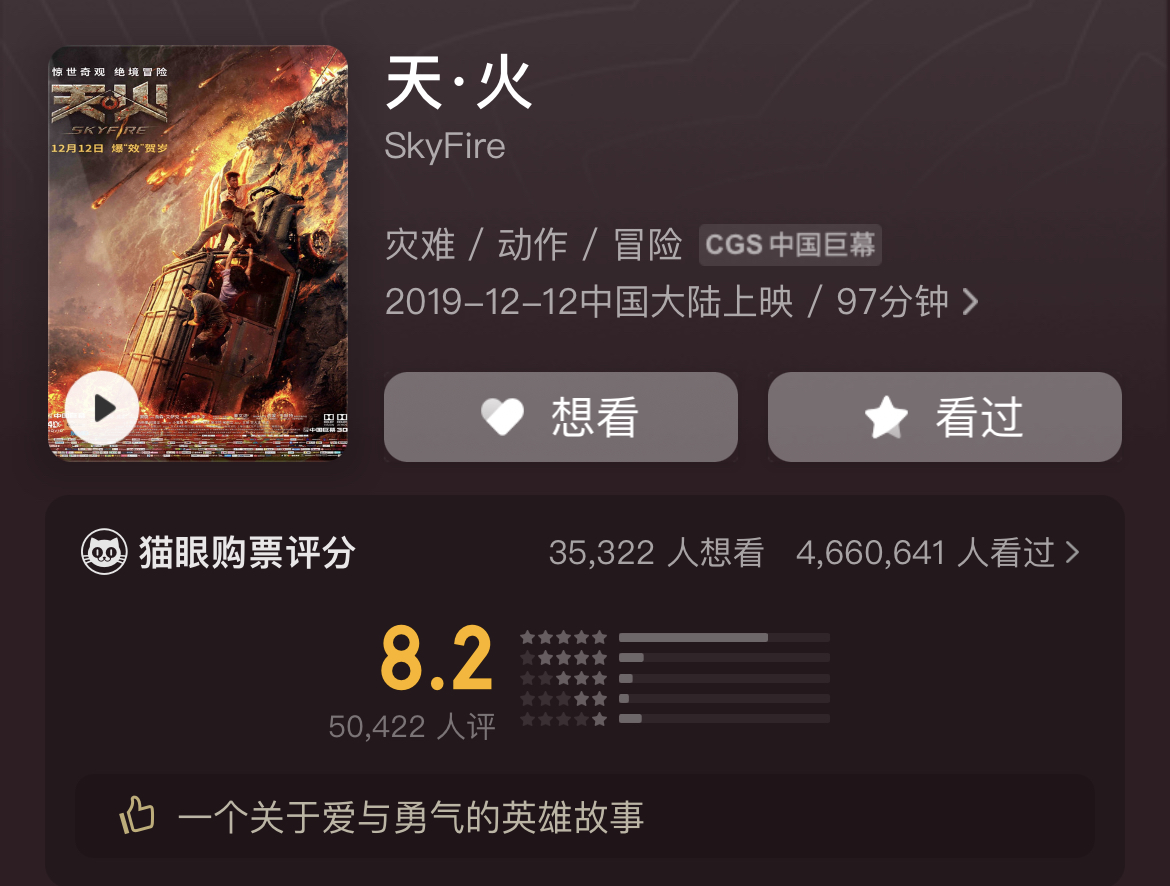 惊世奇观 绝境冒险
天·火
SKYFIRE
12月12日 爆“效”贺岁
天·火
SkyFire
灾难 / 动作 / 冒险 CGS 中国巨幕
2019-12-12中国大陆上映 / 97分钟
想看
看过
猫眼购票评分
35,322 人想看 4,660,641 人看过
8.2
50,422 人评
一个关于爱与勇气的英雄故事